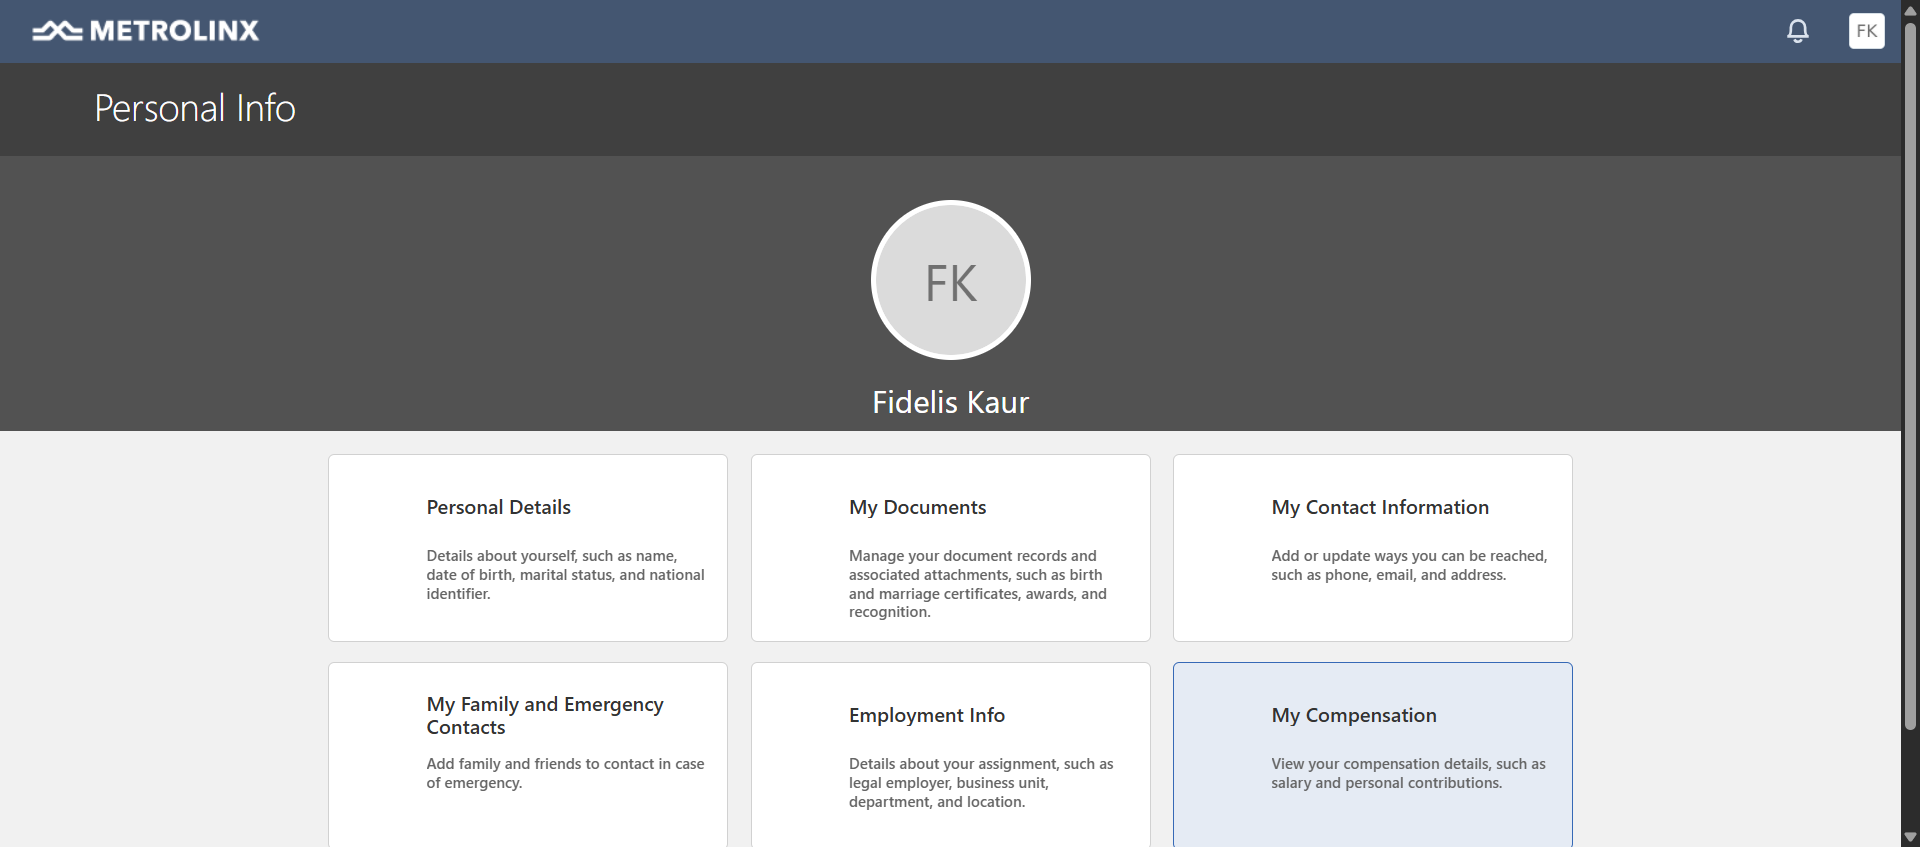 METROLINX
FK
Personal Info
FK
Fidelis Kaur
Personal Details
Details about yourself, such as name,
date of birth, marital status, and national
identifier.
My Documents
Manage your document records and
associated attachments, such as birth
and marriage certificates, awards, and
recognition.
My Contact Information
Add or update ways you can be reached,
such as phone, email, and address.
My Family and Emergency
Contacts
Add family and friends to contact in case
of emergency.
Employment Info
Details about your assignment, such as
legal employer, business unit,
department, and location.
My Compensation
View your compensation details, such as
salary and personal contributions.